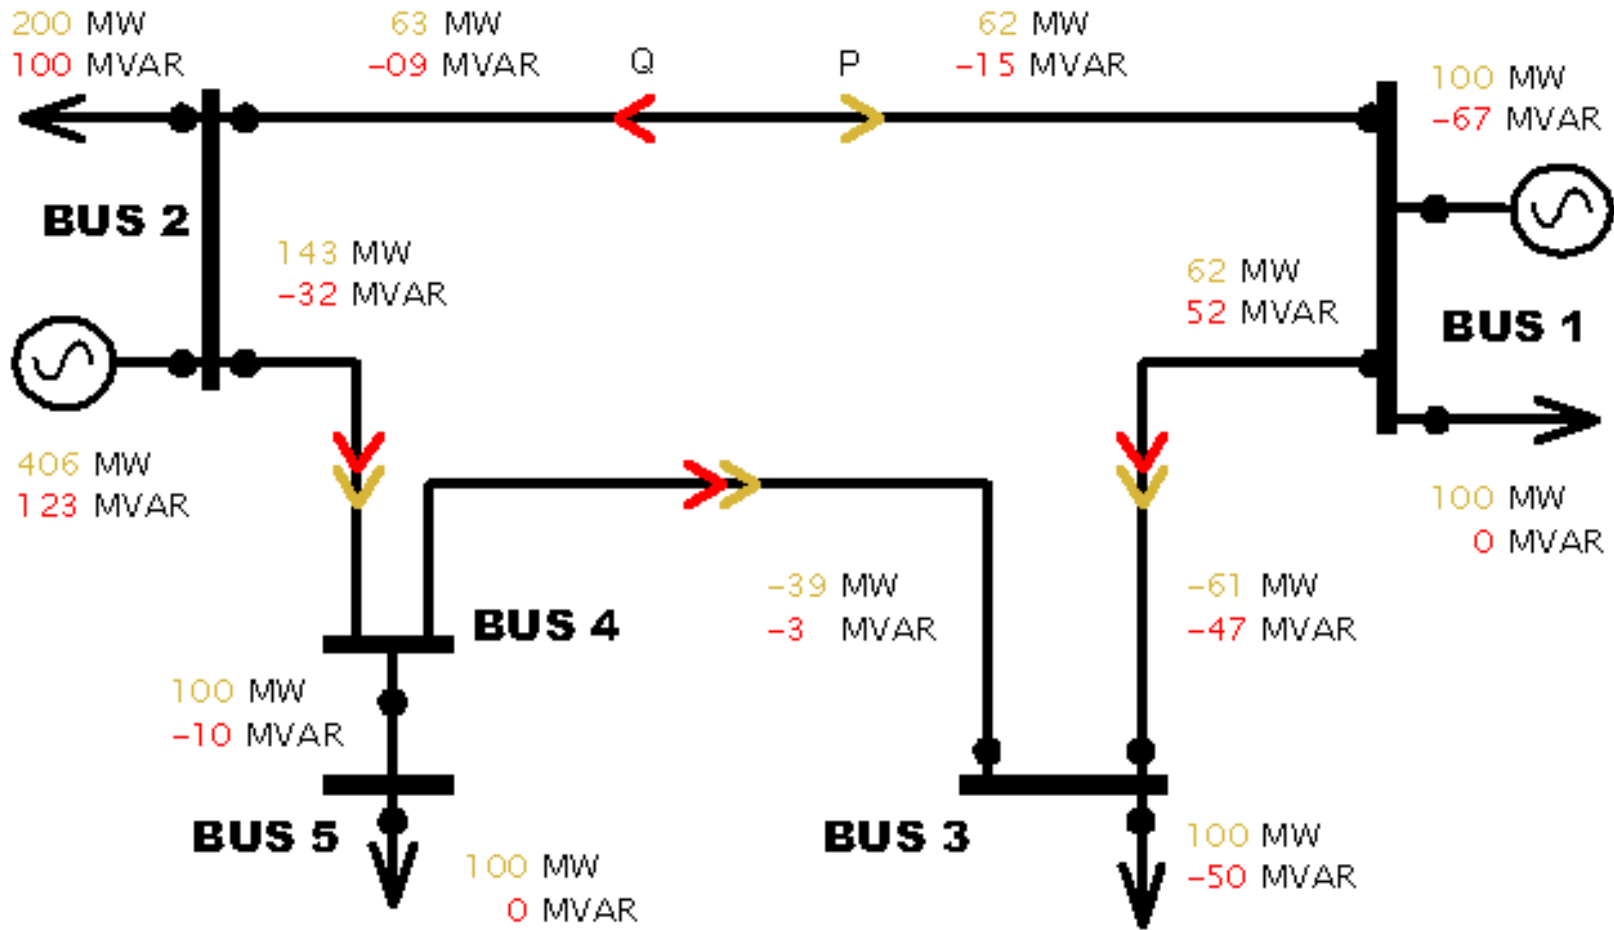 200 MW
100 MVAR
63 MW
-09 MVAR
Q
P
62 MW
-15 MVAR
100 MW
-67 MVAR
BUS 2
143 MW
-32 MVAR
62 MW
52 MVAR
BUS 1
406 MW
123 MVAR
100 MW
0 MVAR
-39 MW
-3 MVAR
-61 MW
-47 MVAR
BUS 4
100 MW
-10 MVAR
BUS 5
BUS 3
100 MW
-50 MVAR
100 MW
0 MVAR